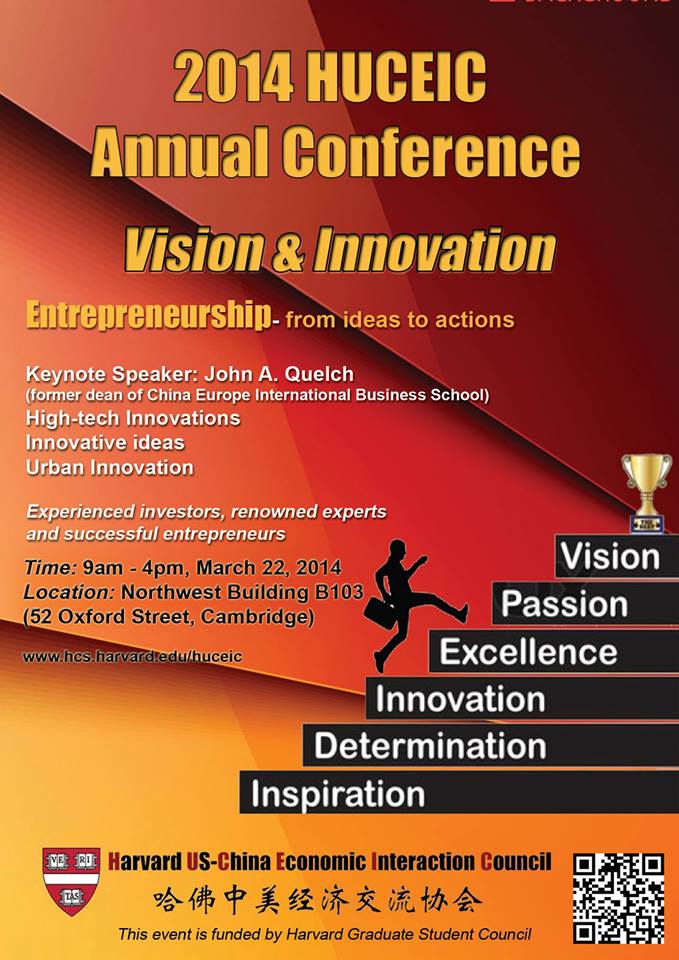 2014 HUCEIC
Annual Conference
Vision & Innovation
Entrepreneurship- from ideas to actions
Keynote Speaker: John A. Quelch
(former dean of China Europe International Business School)
High-tech Innovations
Innovative ideas
Urban Innovation
Experienced investors, renowned experts
and successful entrepreneurs
Time: 9am - 4pm, March 22, 2014
Location: Northwest Building B103
(52 Oxford Street, Cambridge)
www.hcs.harvard.edu/huceic
THE BEST
Vision
Passion
Excellence
Innovation
Determination
Inspiration
VE RI
TAS
Harvard US-China Economic Interaction Council
哈佛中美经济交流协会
This event is funded by Harvard Graduate Student Council